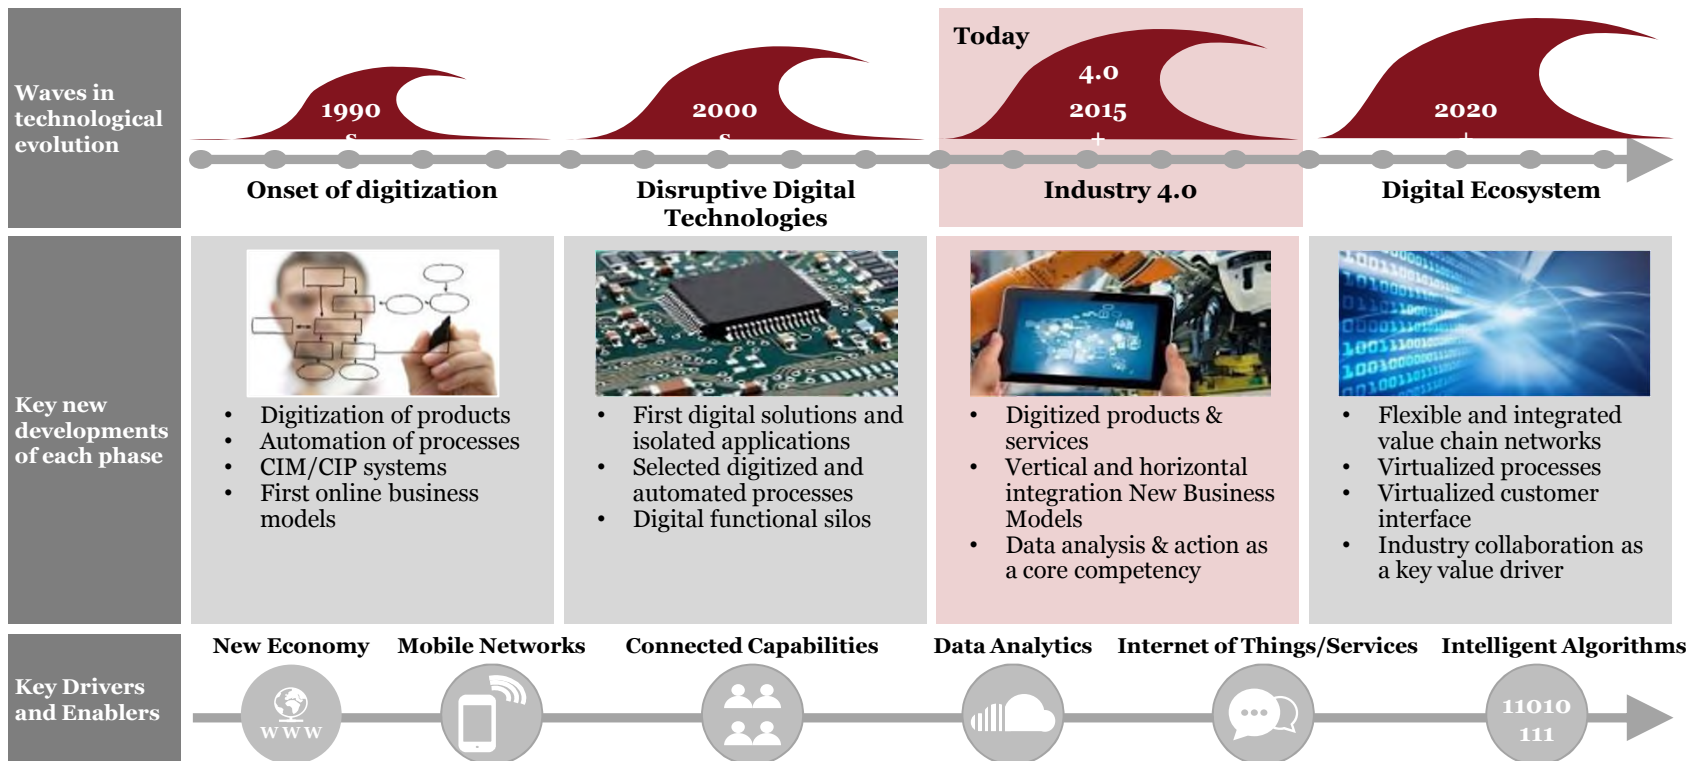 Waves in
technological
evolution
1990
s
2000
s
Today
4.0
2015
+
2020
+
Onset of digitization
Disruptive Digital
Technologies
Industry 4.0
Digital Ecosystem
Key new
developments
of each phase
• Digitization of products
• Automation of processes
• CIM/CIP systems
• First online business
models
• First digital solutions and
isolated applications
• Selected digitized and
automated processes
• Digital functional silos
• Digitized products &
services
• Vertical and horizontal
integration New Business
Models
• Data analysis & action as
a core competency
• Flexible and integrated
value chain networks
• Virtualized processes
• Virtualized customer
interface
• Industry collaboration as
a key value driver
Key Drivers
and Enablers
New Economy
Mobile Networks
Connected Capabilities
Data Analytics
Internet of Things/Services
Intelligent Algorithms
WWW
11010
111